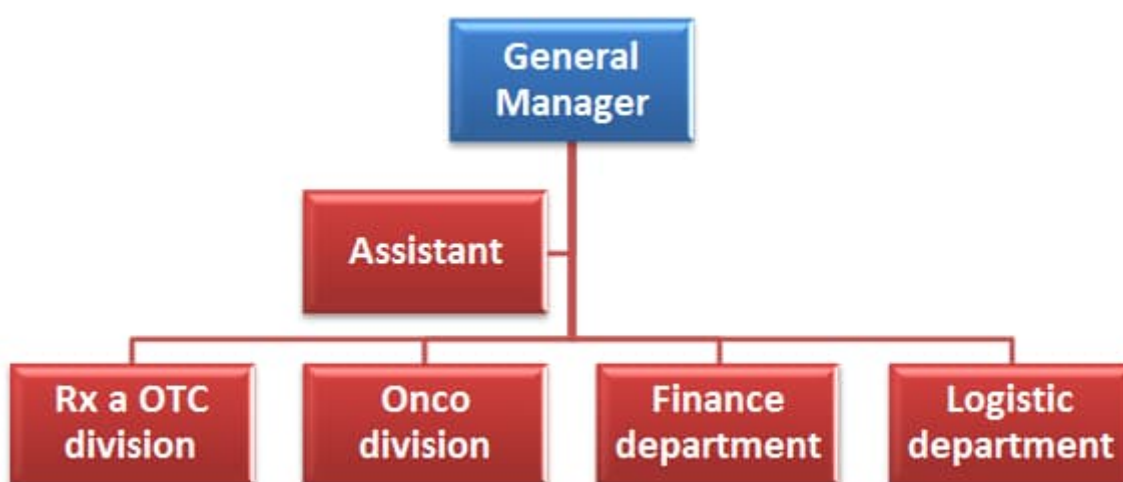 General
Manager
Assistant
Rx a OTC
division
Onco
division
Finance
department
Logistic
department